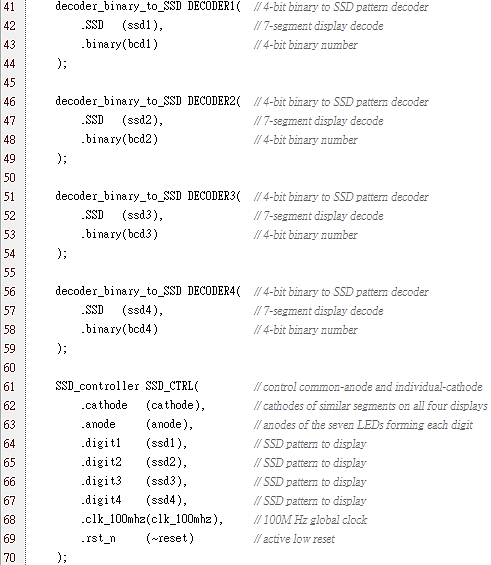 41 decoder_binary_to_SSD DECODER1( // 4-bit binary to SSD pattern decoder
42 .SSD (ssd1), // 7-segment display decode
43 .binary(bcd1) // 4-bit binary number
44 );
45
46 decoder_binary_to_SSD DECODER2( // 4-bit binary to SSD pattern decoder
47 .SSD (ssd2), // 7-segment display decode
48 .binary(bcd2) // 4-bit binary number
49 );
50
51 decoder_binary_to_SSD DECODER3( // 4-bit binary to SSD pattern decoder
52 .SSD (ssd3), // 7-segment display decode
53 .binary(bcd3) // 4-bit binary number
54 );
55
56 decoder_binary_to_SSD DECODER4( // 4-bit binary to SSD pattern decoder
57 .SSD (ssd4), // 7-segment display decode
58 .binary(bcd4) // 4-bit binary number
59 );
60
61 SSD_controller SSD_CTRL( // control common-anode and individual-cathode
62 .cathode (cathode), // cathodes of similar segments on all four displays
63 .anode (anode), // anodes of the seven LEDs forming each digit
64 .digit1 (ssd1), // SSD pattern to display
65 .digit2 (ssd2), // SSD pattern to display
66 .digit3 (ssd3), // SSD pattern to display
67 .digit4 (ssd4), // SSD pattern to display
68 .clk_100mhz(clk_100mhz), // 100M Hz global clock
69 .rst_n (~reset) // active low reset
70 );